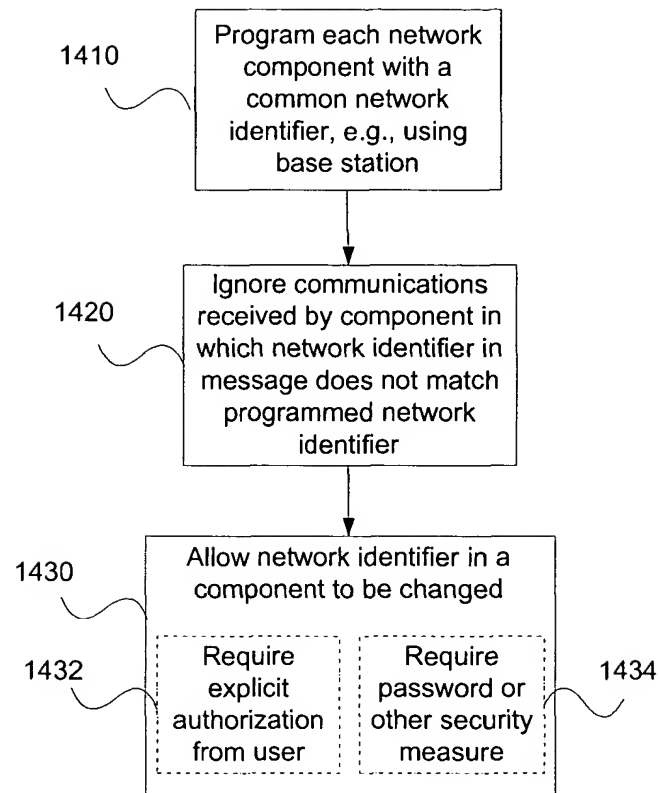 1410
Program each network
component with a
common network
identifier, e.g., using
base station
1420
Ignore communications
received by component in
which network identifier in
message does not match
programmed network
identifier
1430
Allow network identifier in a
component to be changed
1432
Require
explicit
authorization
from user
Require
password or
other security
measure
1434